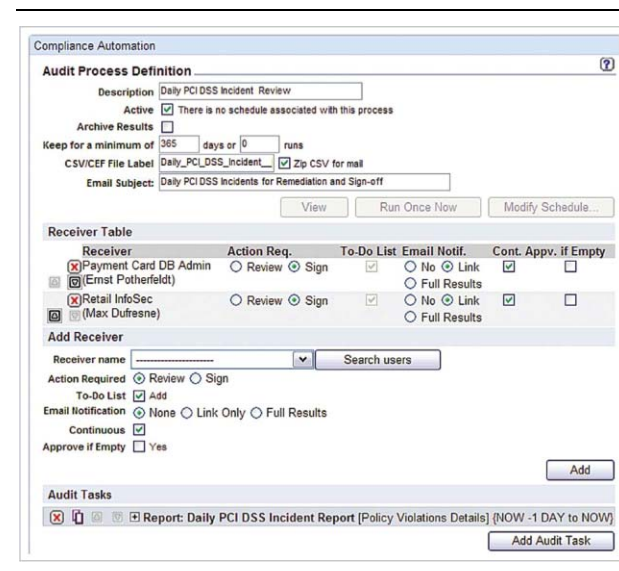 Compliance Automation
Audit Process Definition
?
Description Daily PCI DSS Incident Review
Active There is no schedule associated with this process
Archive Results
Keep for a minimum of 365 days or 0 runs
CSV/CEF File Label Daily_PCI_DSS_Incident__ Zip CSV for mail
Email Subject: Daily PCI DSS Incidents for Remediation and Sign-off
View Run Once Now Modify Schedule...
Receiver Table
Receiver Action Req. To-Do List Email Notif. Cont. Appv. if Empty
Payment Card DB Admin Review Sign No Link
(Ernst Potherfeldt) Full Results
Retail InfoSec Review Sign No Link
(Max Dufresne) Full Results
Add Receiver
Receiver name ---------------------- Search users
Action Required Review Sign
To-Do List Add
Email Notification None Link Only Full Results
Continuous
Approve if Empty Yes
Add
Audit Tasks
Report: Daily PCI DSS Incident Report [Policy Violations Details] {NOW -1 DAY to NOW}
Add Audit Task